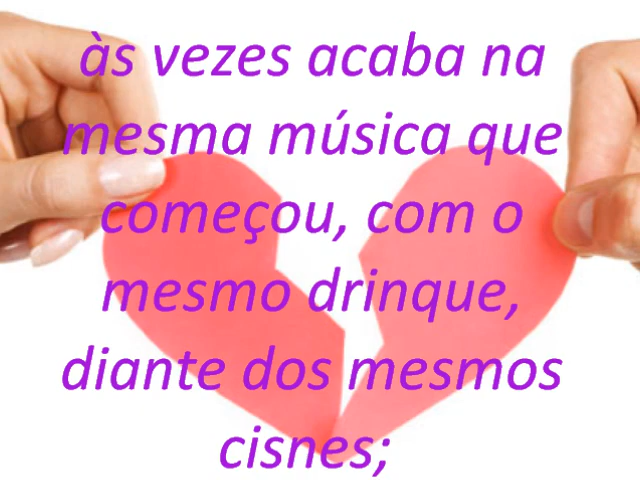 às vezes acaba na
mesma música que
começou, com o
mesmo drinque,
diante dos mesmos
cisnes;